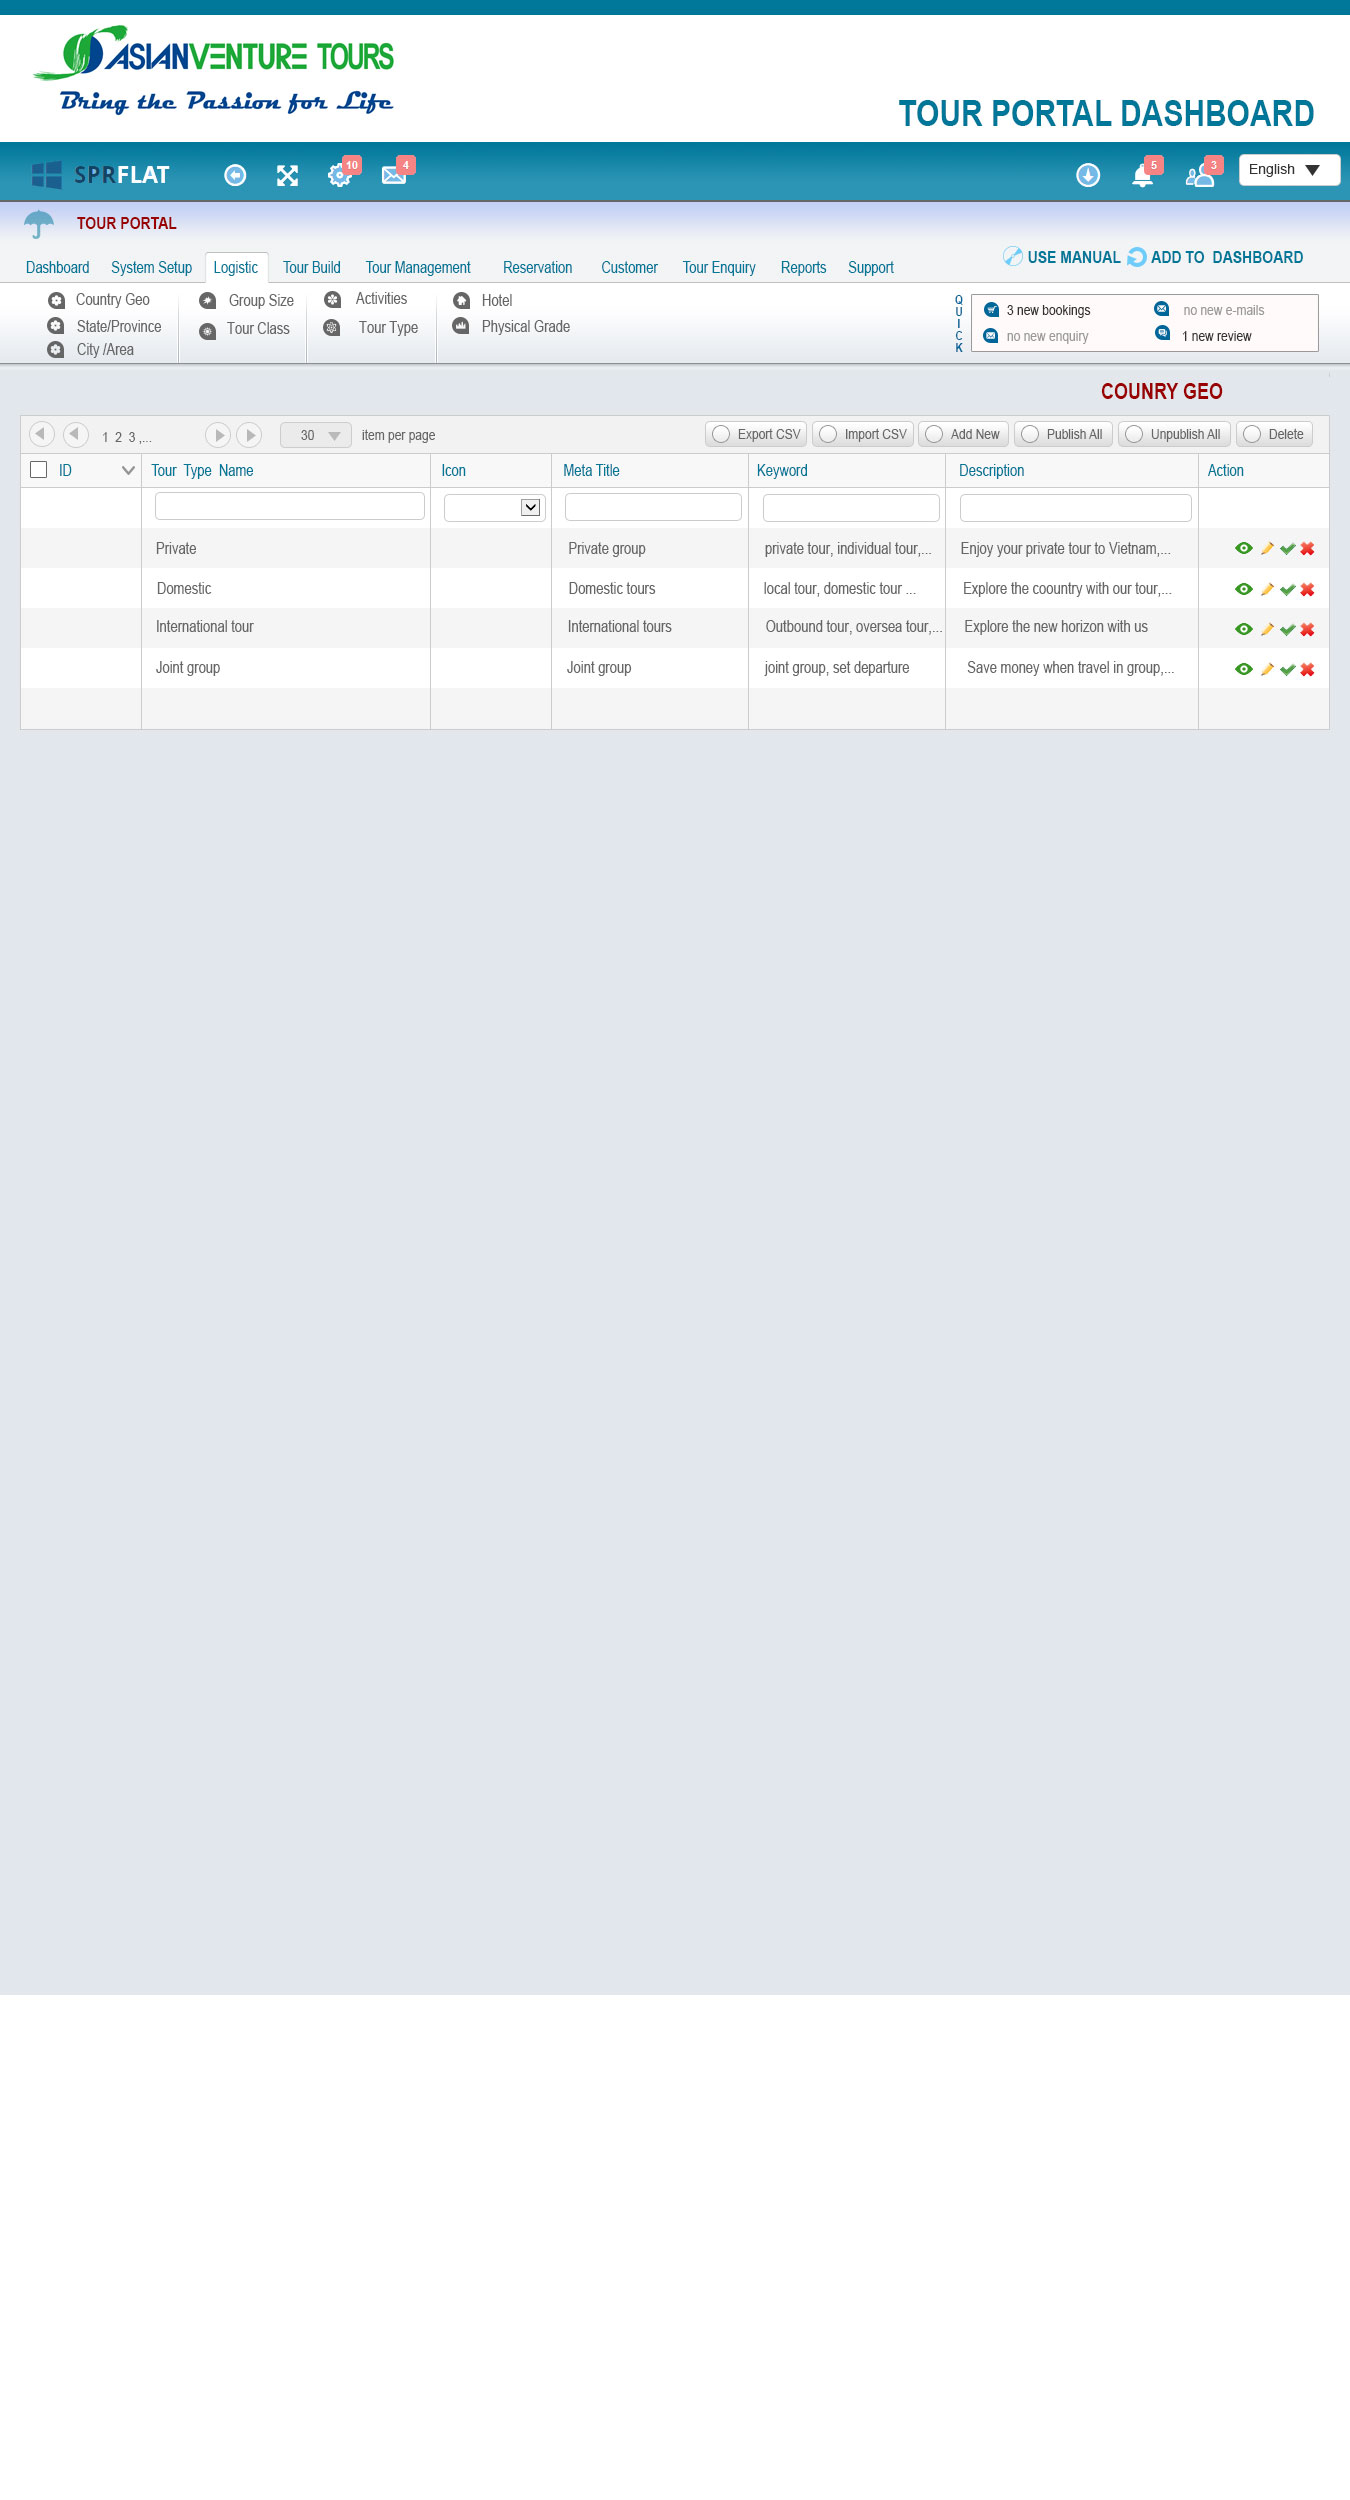 ASIANVENTURE TOURS
Bring the Passion for Life
TOUR PORTAL DASHBOARD
SPRFLAT 10 4 5 3 English
TOUR PORTAL
USE MANUAL ADD TO DASHBOARD
Dashboard System Setup Logistic Tour Build Tour Management Reservation Customer Tour Enquiry Reports Support
Country Geo Group Size Activities Hotel
State/Province Tour Class Tour Type Physical Grade
City /Area
QUICK
3 new bookings no new e-mails
no new enquiry 1 new review
COUNRY GEO
1 2 3 ,... 30 item per page Export CSV Import CSV Add New Publish All Unpublish All Delete
ID Tour Type Name Icon Meta Title Keyword Description Action
Private Private group private tour, individual tour,... Enjoy your private tour to Vietnam,...
Domestic Domestic tours local tour, domestic tour ... Explore the coountry with our tour,...
International tour International tours Outbound tour, oversea tour,... Explore the new horizon with us
Joint group Joint group joint group, set departure Save money when travel in group,...